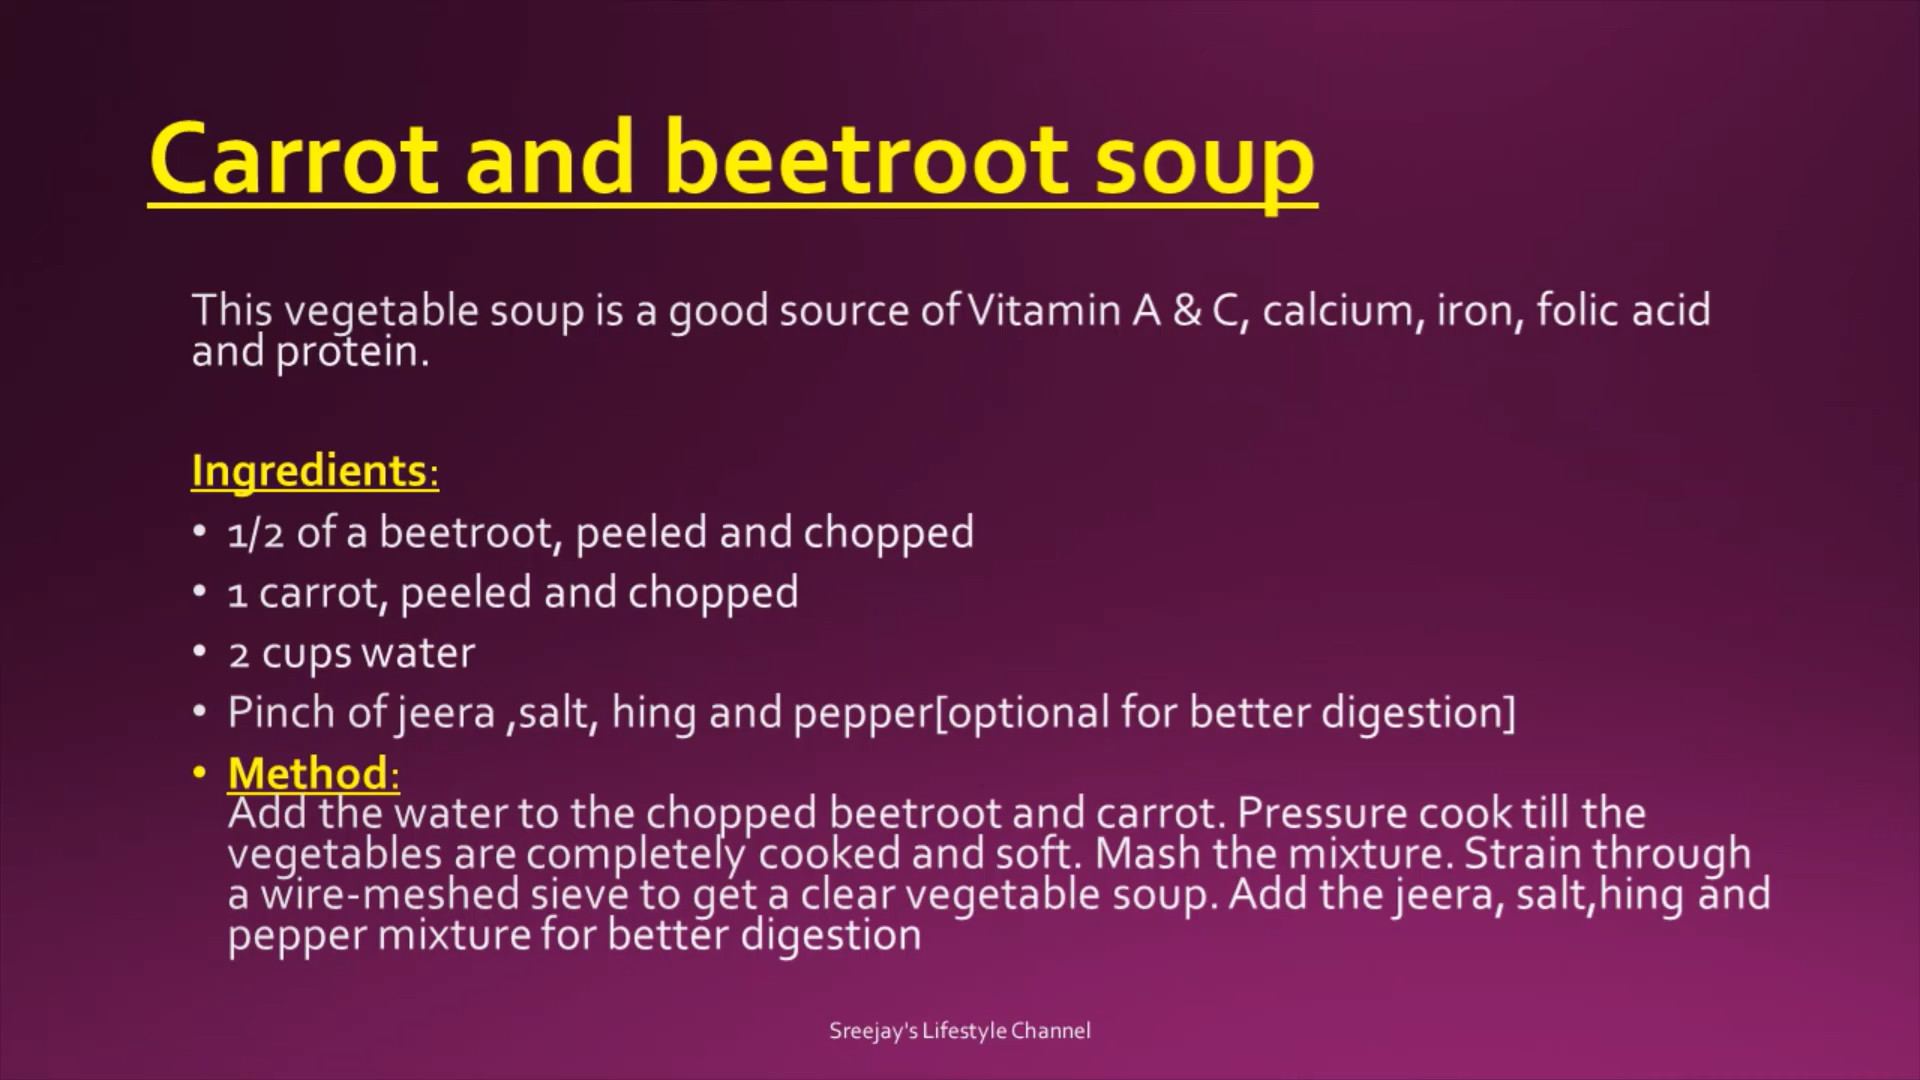 Carrot and beetroot soup
This vegetable soup is a good source of Vitamin A & C, calcium, iron, folic acid
and protein.
Ingredients:
• 1/2 of a beetroot, peeled and chopped
• 1 carrot, peeled and chopped
• 2 cups water
• Pinch of jeera ,salt, hing and pepper[optional for better digestion]
• Method:
Add the water to the chopped beetroot and carrot. Pressure cook till the
vegetables are completely cooked and soft. Mash the mixture. Strain through
a wire-meshed sieve to get a clear vegetable soup. Add the jeera, salt,hing and
pepper mixture for better digestion
Sreejay's Lifestyle Channel